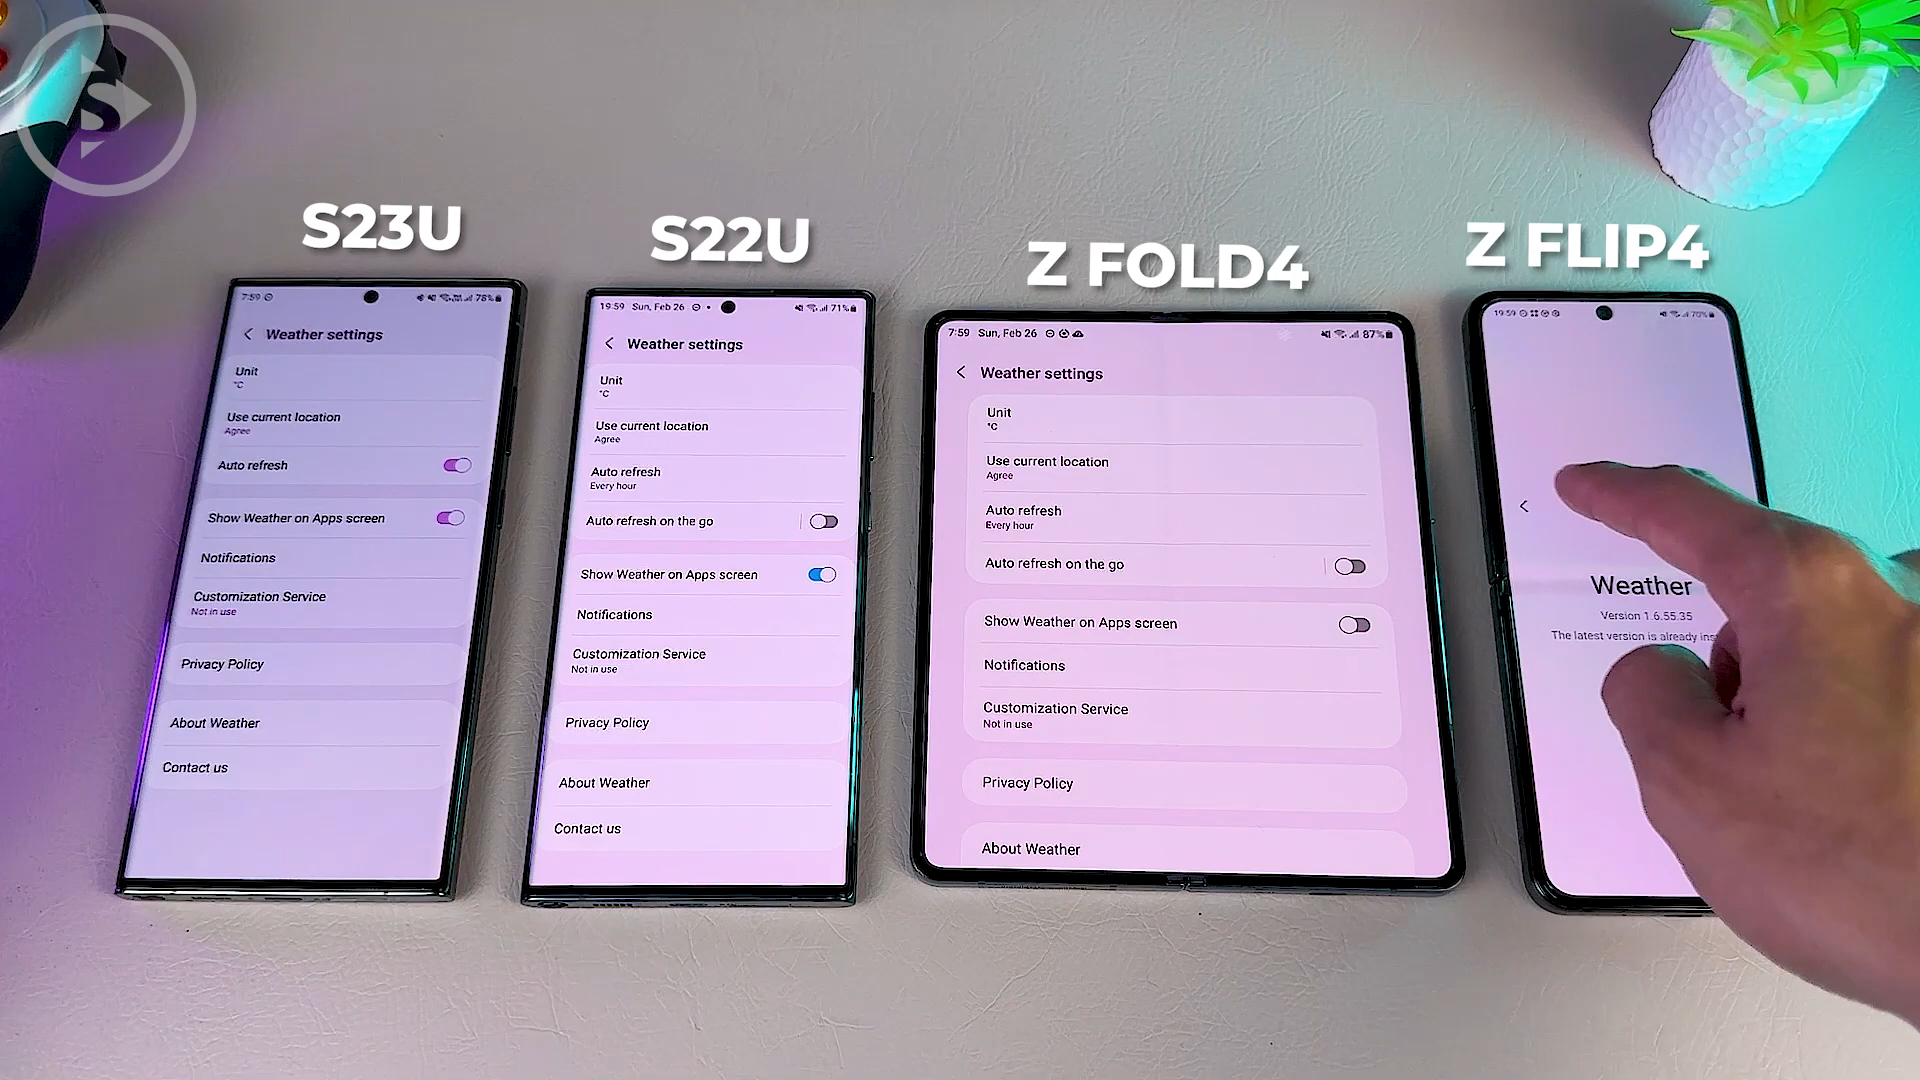 S
S23U
S22U
Z FOLD4
Z FLIP4
7:59
78%
Weather settings
Unit
°C
Use current location
Agree
Auto refresh
Show Weather on Apps screen
Notifications
Customization Service
Not in use
Privacy Policy
About Weather
Contact us
19:59 Sun, Feb 26
71%
Weather settings
Unit
°C
Use current location
Agree
Auto refresh
Every hour
Auto refresh on the go
Show Weather on Apps screen
Notifications
Customization Service
Not in use
Privacy Policy
About Weather
Contact us
7:59 Sun, Feb 26
87%
Weather settings
Unit
°C
Use current location
Agree
Auto refresh
Every hour
Auto refresh on the go
Show Weather on Apps screen
Notifications
Customization Service
Not in use
Privacy Policy
About Weather
19:59
70%
Weather
Version 1.6.55.35
The latest version is already